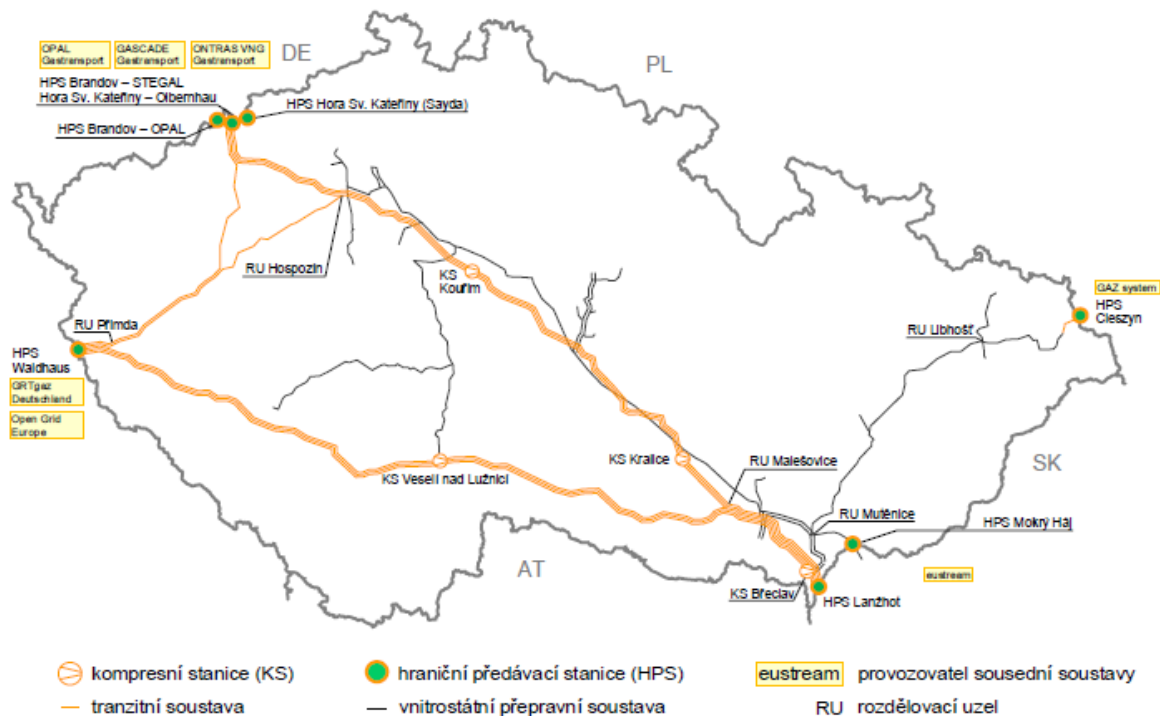 OPAL
Gastransport
GASCADE
Gastransport
ONTRAS VNG
Gastransport
DE
PL
HPS Brandov – STEGAL
Hora Sv. Kateřiny – Olbernhau
HPS Hora Sv. Kateřiny (Sayda)
HPS Brandov – OPAL
RU Hospozín
KS
Kouřim
GAZ system
HPS
Cieszyn
RU Přimda
RU Libhošť
HPS
Waidhaus
GRTgaz
Deutschland
Open Grid
Europe
KS Kralice
RU Malešovice
SK
KS Veselí nad Lužnicí
RU Mutěnice
HPS Mokrý Háj
AT
eustream
KS Břeclav
HPS Lanžhot
kompresní stanice (KS)
hraniční předávací stanice (HPS)
eustream
provozovatel sousední soustavy
tranzitní soustava
vnitrostátní přepravní soustava
RU
rozdělovací uzel